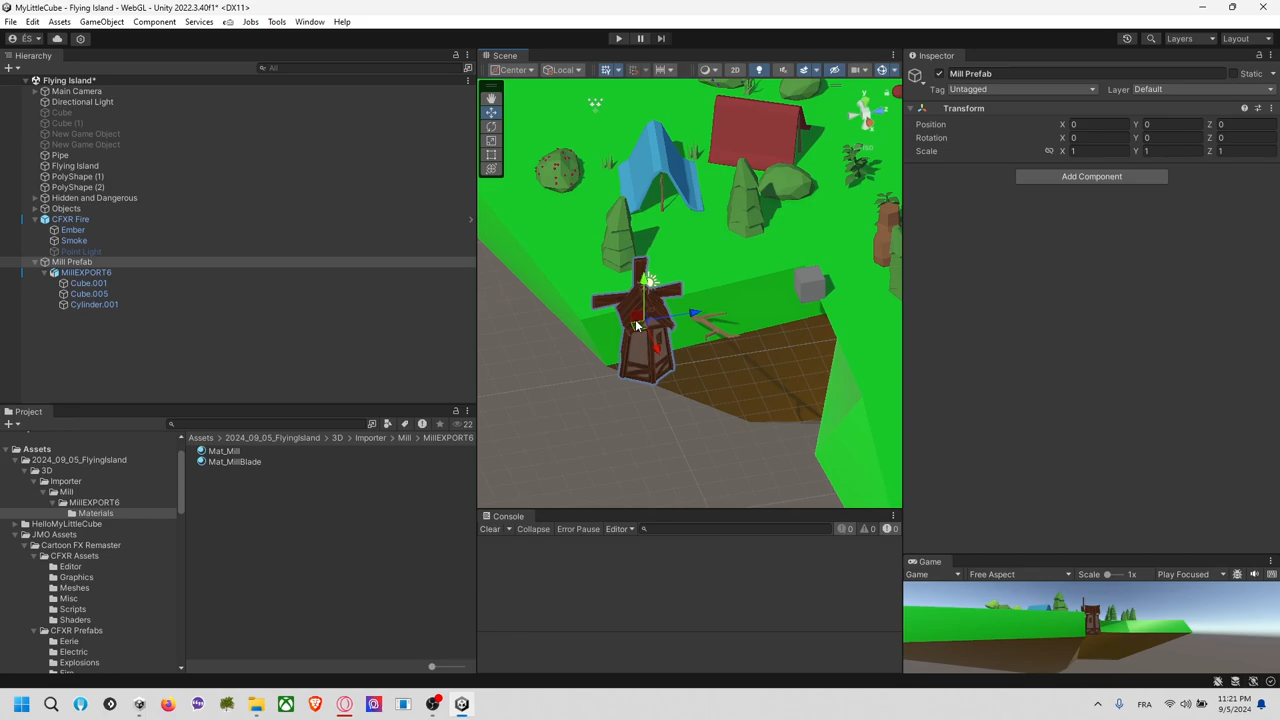 MyLittleCube - Flying Island - WebGL - Unity 2022.3.40f1* <DX11>
File Edit Assets GameObject Component Services Jobs Tools Window Help
ÉS Layers Layout
Hierarchy
All
Flying Island*
Main Camera
Directional Light
Cube
Cube (1)
New Game Object
New Game Object
Pipe
Flying Island
PolyShape (1)
PolyShape (2)
Hidden and Dangerous
Objects
CFXR Fire
Ember
Smoke
Point Light
Mill Prefab
MillEXPORT6
Cube.001
Cube.005
Cylinder.001
Scene
Center Local 2D
y
z
x
Iso
Inspector
Mill Prefab Static
Tag Untagged Layer Default
Transform
Position X 0 Y 0 Z 0
Rotation X 0 Y 0 Z 0
Scale X 1 Y 1 Z 1
Add Component
Project
22
Assets
2024_09_05_FlyingIsland
3D
Importer
Mill
MillEXPORT6
Materials
HelloMyLittleCube
JMO Assets
Cartoon FX Remaster
CFXR Assets
Editor
Graphics
Meshes
Misc
Scripts
Shaders
CFXR Prefabs
Eerie
Electric
Explosions
Fire
Assets 2024_09_05_FlyingIsland 3D Importer Mill MillEXPORT6
Mat_Mill
Mat_MillBlade
Console
Clear Collapse Error Pause Editor 0 0 0
Game
Game Free Aspect Scale 1x Play Focused
FRA 11:21 PM
9/5/2024